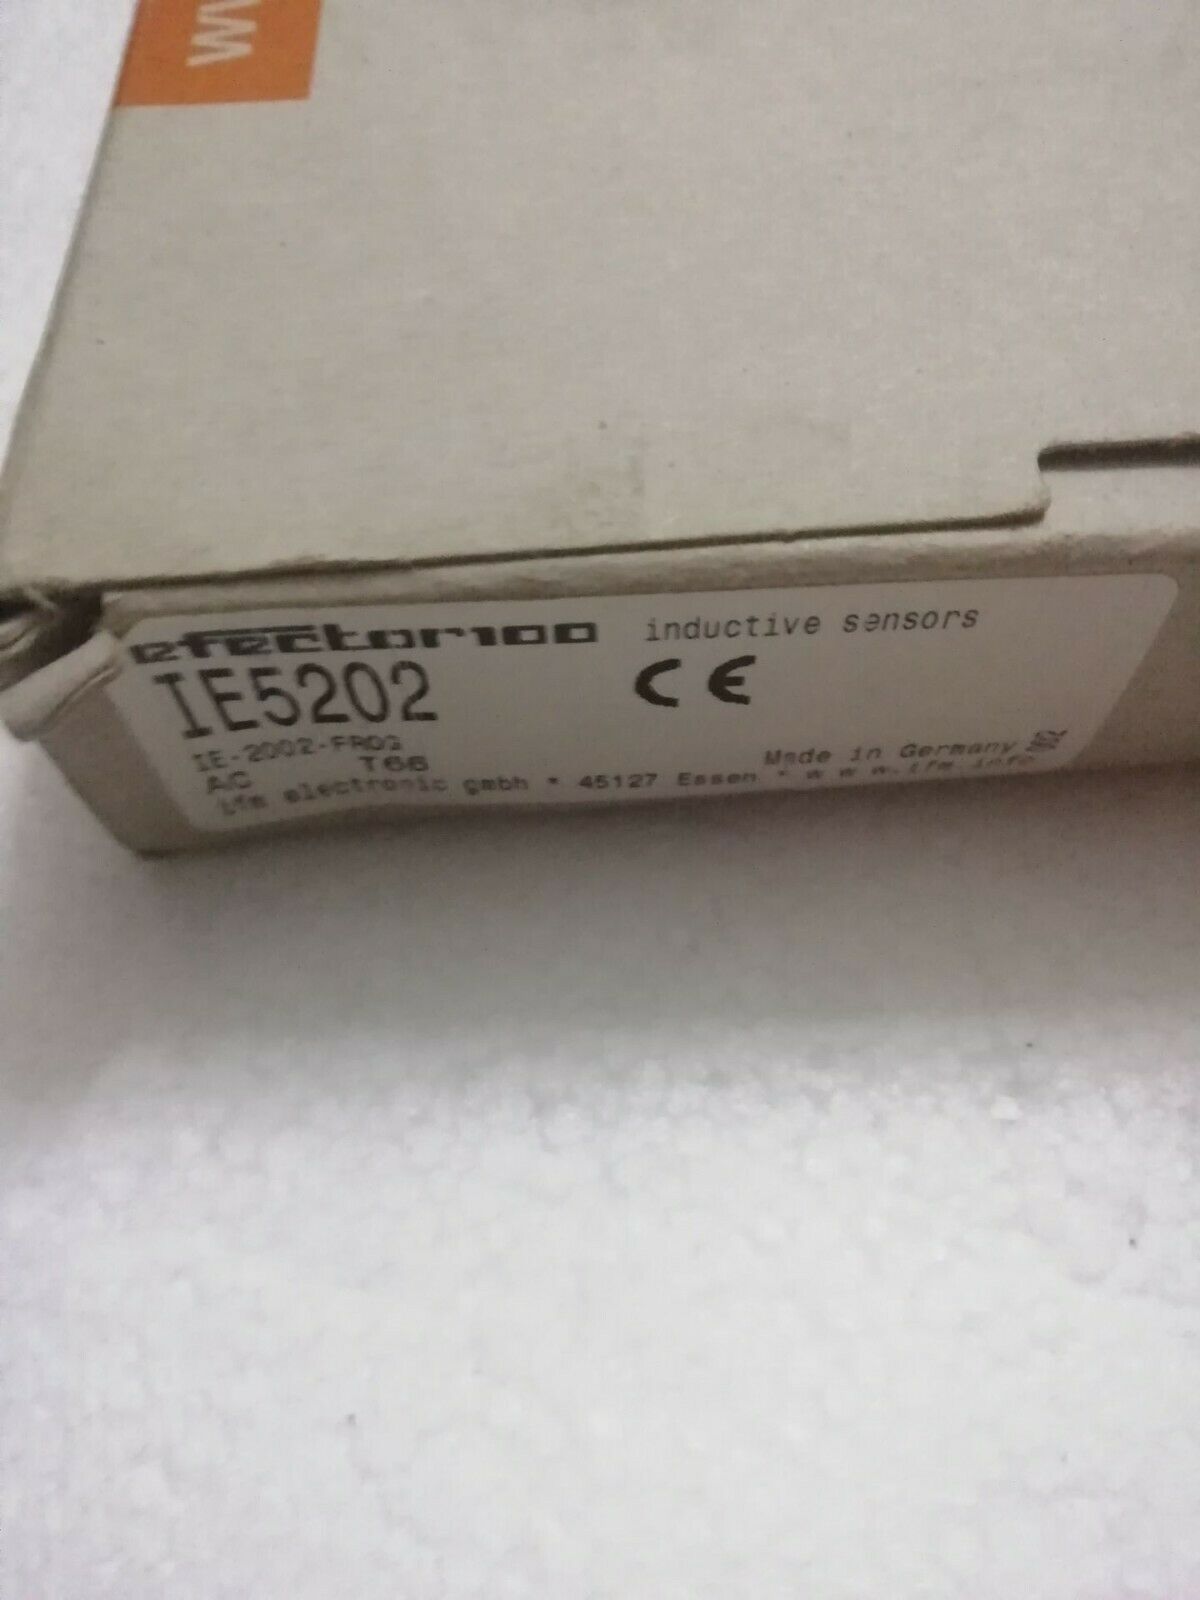 efector100 inductive sensors
IE5202 CE
IE-2002-FROG
AC T66 Made in Germany
ifm electronic gmbh * 45127 Essen * www.ifm.info